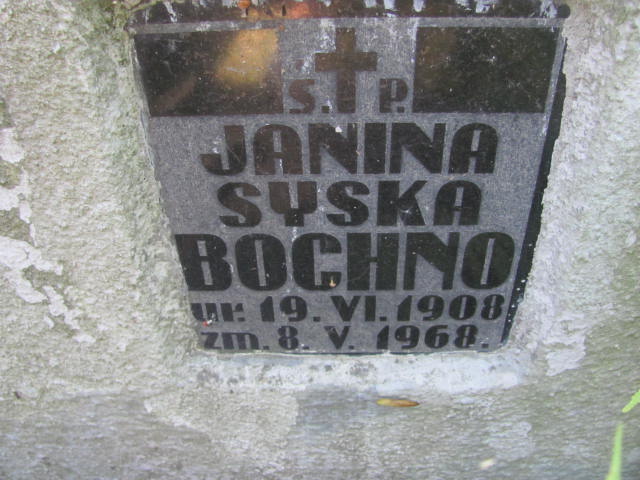 S. P.
JANINA
SYSKA
BOCHNO
ur. 19. VI. 1908
zm. 8. V. 1968.